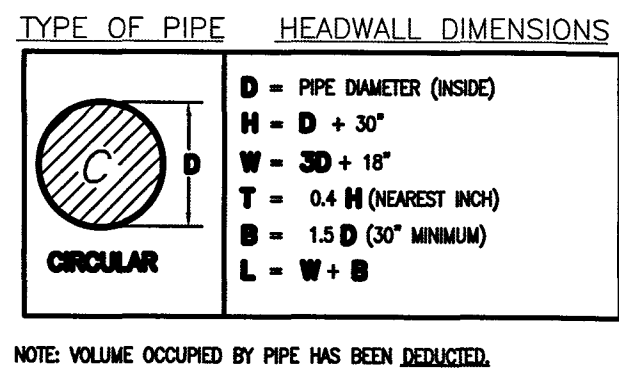 TYPE OF PIPE HEADWALL DIMENSIONS
C
D
CIRCULAR
D = PIPE DIAMETER (INSIDE)
H = D + 30"
W = 3D + 18"
T = 0.4 H (NEAREST INCH)
B = 1.5 D (30" MINIMUM)
L = W + B
NOTE: VOLUME OCCUPIED BY PIPE HAS BEEN DEDUCTED.